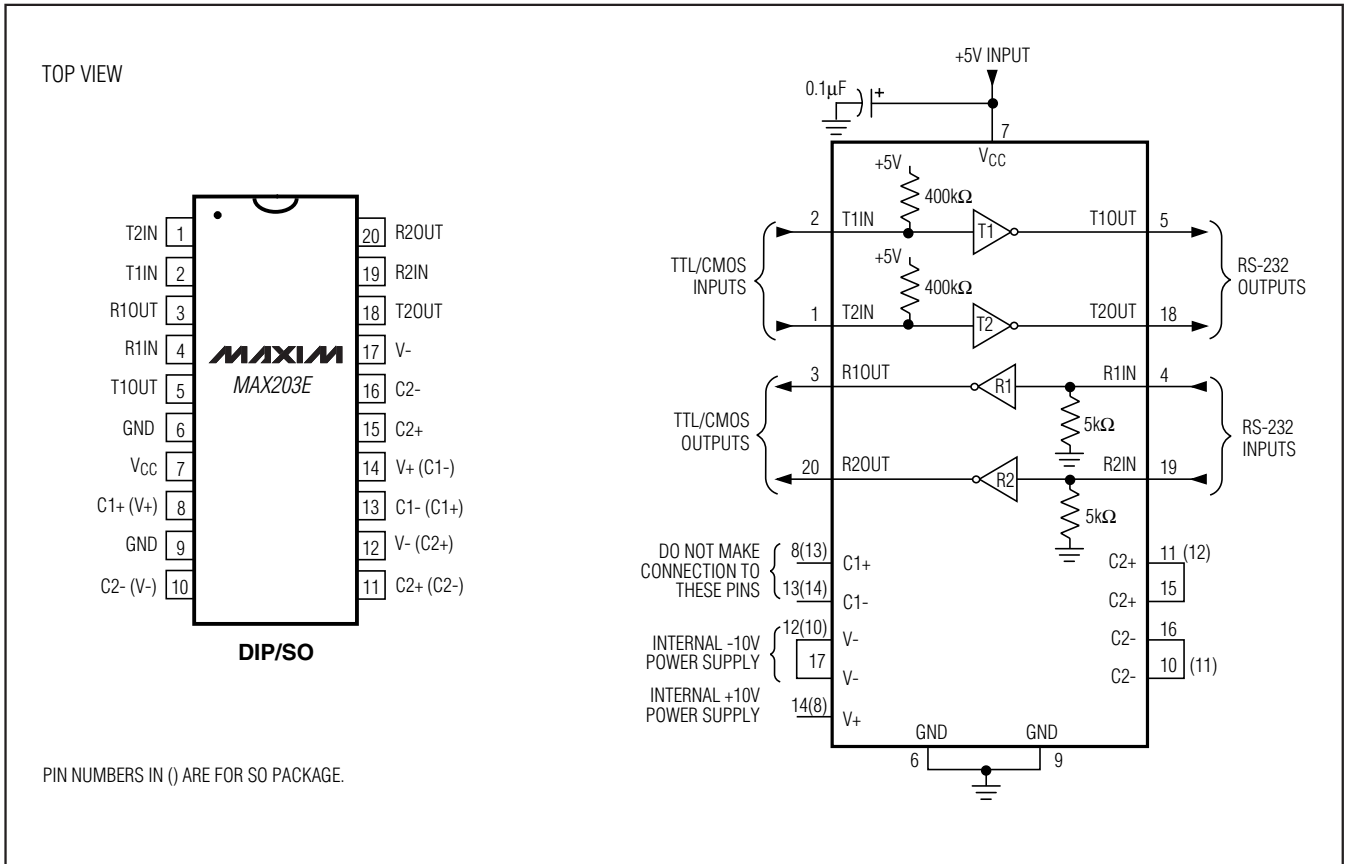 TOP VIEW
T2IN 1
T1IN 2
R1OUT 3
R1IN 4
T1OUT 5
GND 6
VCC 7
C1+ (V+) 8
GND 9
C2- (V-) 10
MAXIM
MAX203E
20 R2OUT
19 R2IN
18 T2OUT
17 V-
16 C2-
15 C2+
14 V+ (C1-)
13 C1- (C1+)
12 V- (C2+)
11 C2+ (C2-)
DIP/SO
PIN NUMBERS IN () ARE FOR SO PACKAGE.
+5V INPUT
0.1µF
+
7
VCC
+5V
400kΩ
2 T1IN T1 T1OUT 5
TTL/CMOS
INPUTS
+5V
400kΩ
RS-232
OUTPUTS
1 T2IN T2 T2OUT 18
3 R1OUT R1 R1IN 4
TTL/CMOS
OUTPUTS
5kΩ
RS-232
INPUTS
20 R2OUT R2 R2IN 19
5kΩ
DO NOT MAKE
CONNECTION TO
THESE PINS
8(13) C1+
13(14) C1-
INTERNAL -10V
POWER SUPPLY
12(10) V-
17 V-
INTERNAL +10V
POWER SUPPLY
14(8) V+
C2+ 11 (12)
C2+ 15
C2- 16
C2- 10 (11)
GND GND
6 9